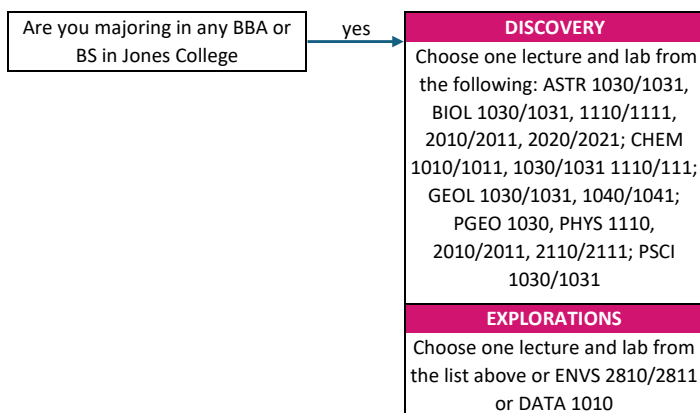 Are you majoring in any BBA or
BS in Jones College
yes
DISCOVERY
Choose one lecture and lab from
the following: ASTR 1030/1031,
BIOL 1030/1031, 1110/1111,
2010/2011, 2020/2021; CHEM
1010/1011, 1030/1031 1110/111;
GEOL 1030/1031, 1040/1041;
PGEO 1030, PHYS 1110,
2010/2011, 2110/2111; PSCI
1030/1031
EXPLORATIONS
Choose one lecture and lab from
the list above or ENVS 2810/2811
or DATA 1010